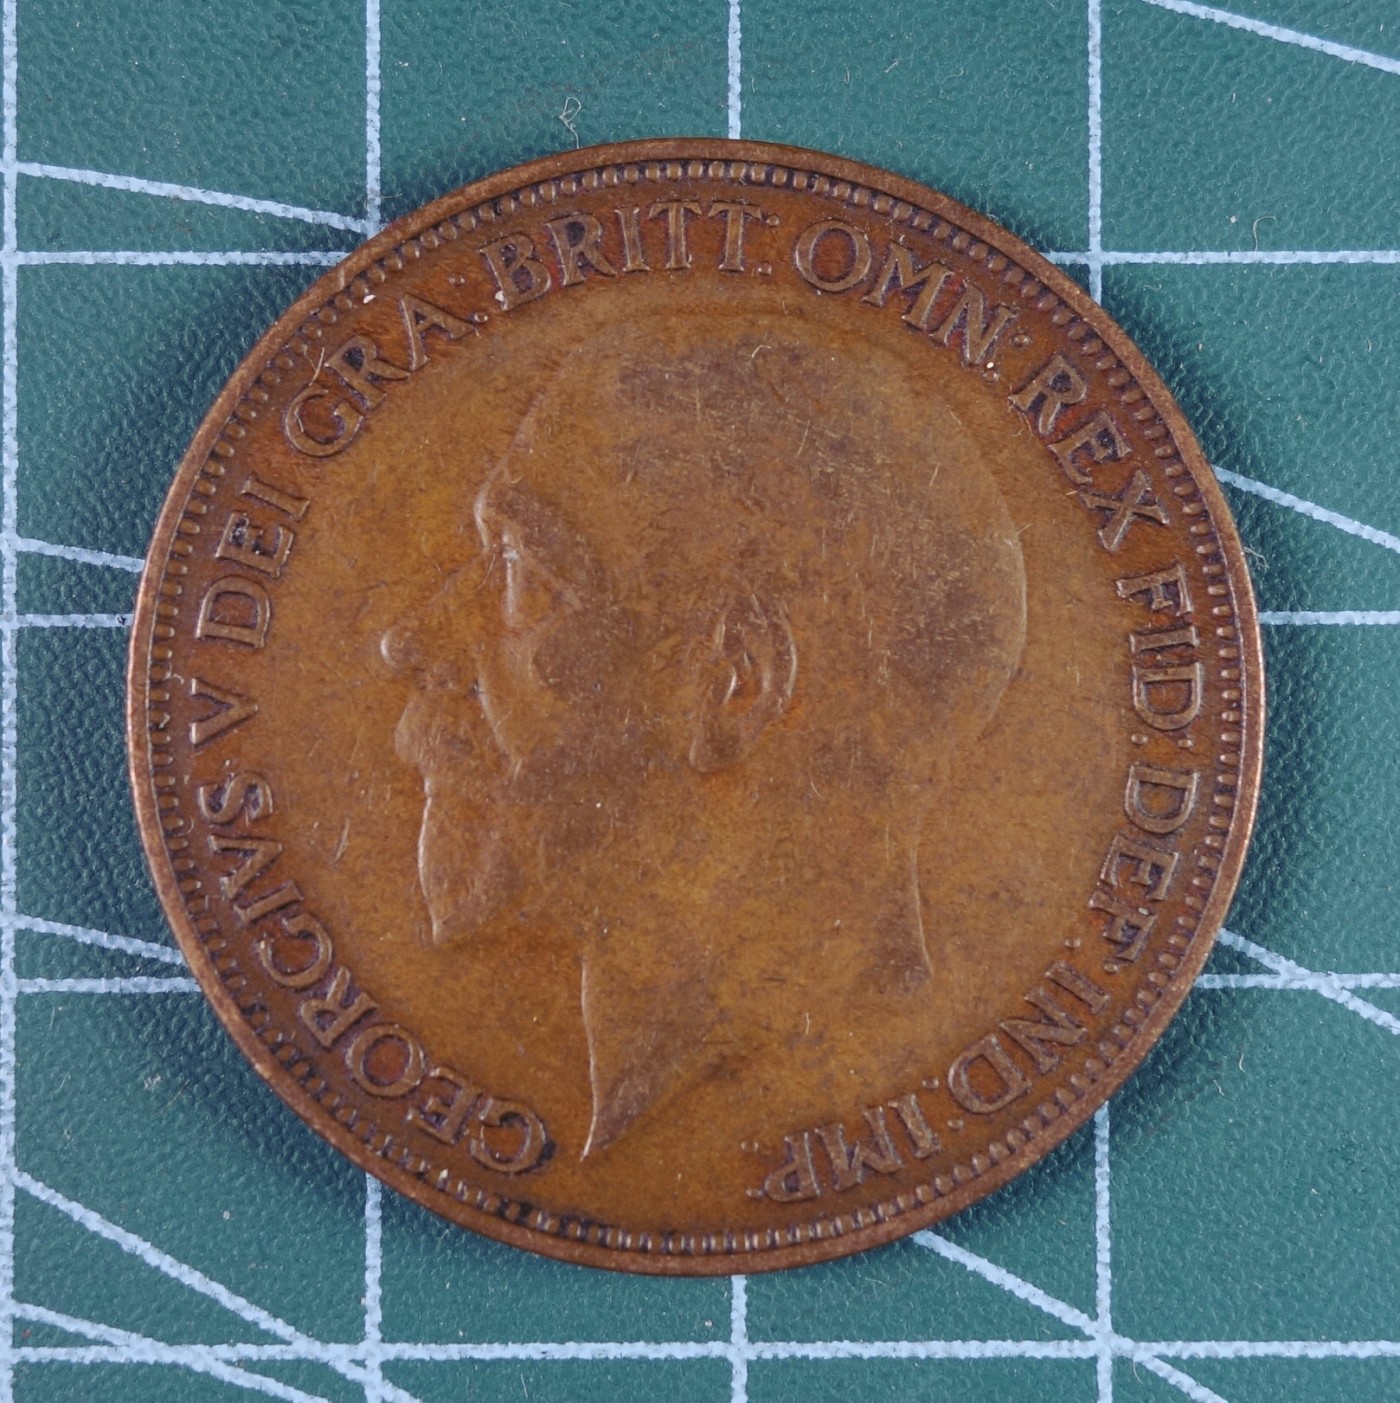 GEORGIVS V DEI GRA: BRITT: OMN: REX FID: DEF: IND: IMP: